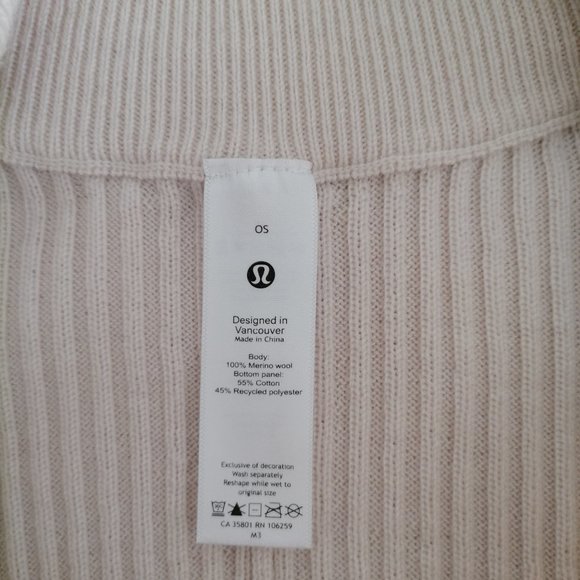 OS
Designed in
Vancouver
Made in China
Body:
100% Merino wool
Bottom panel:
55% Cotton
45% Recycled polyester
Exclusive of decoration
Wash separately
Reshape while wet to
original size
CA 35801 RN 106259
M3